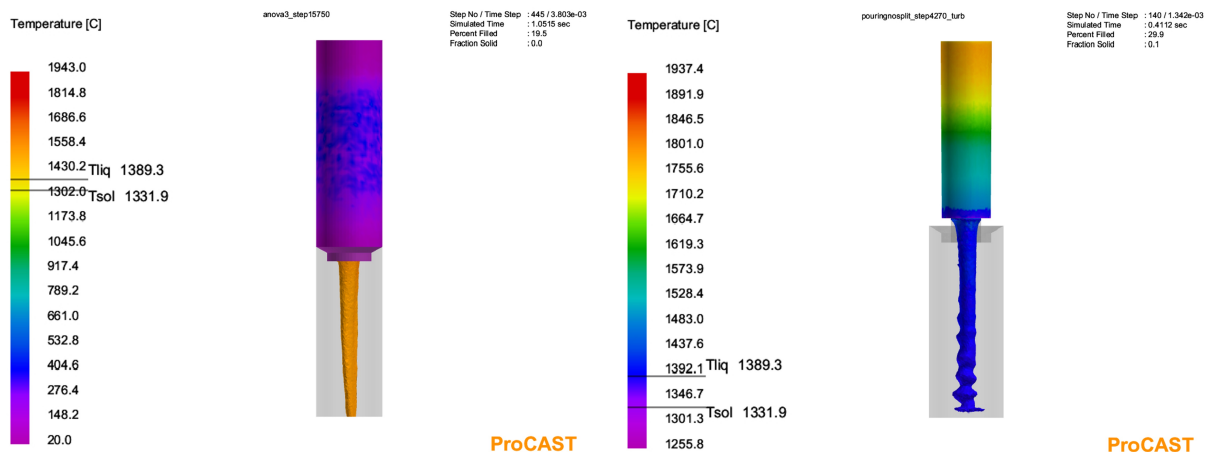 anova3_step15750
Step No / Time Step : 445 / 3.803e-03
Simulated Time : 1.0515 sec
Percent Filled : 19.5
Fraction Solid : 0.0
Temperature [C]
1943.0
1814.8
1686.6
1558.4
1430.2
Tliq 1389.3
1302.0
Tsol 1331.9
1173.8
1045.6
917.4
789.2
661.0
532.8
404.6
276.4
148.2
20.0
ProCAST
pouringnosplit_step4270_turb
Step No / Time Step : 140 / 1.342e-03
Simulated Time : 0.4112 sec
Percent Filled : 29.9
Fraction Solid : 0.1
Temperature [C]
1937.4
1891.9
1846.5
1801.0
1755.6
1710.2
1664.7
1619.3
1573.9
1528.4
1483.0
1437.6
1392.1
Tliq 1389.3
1346.7
1301.3
Tsol 1331.9
1255.8
ProCAST